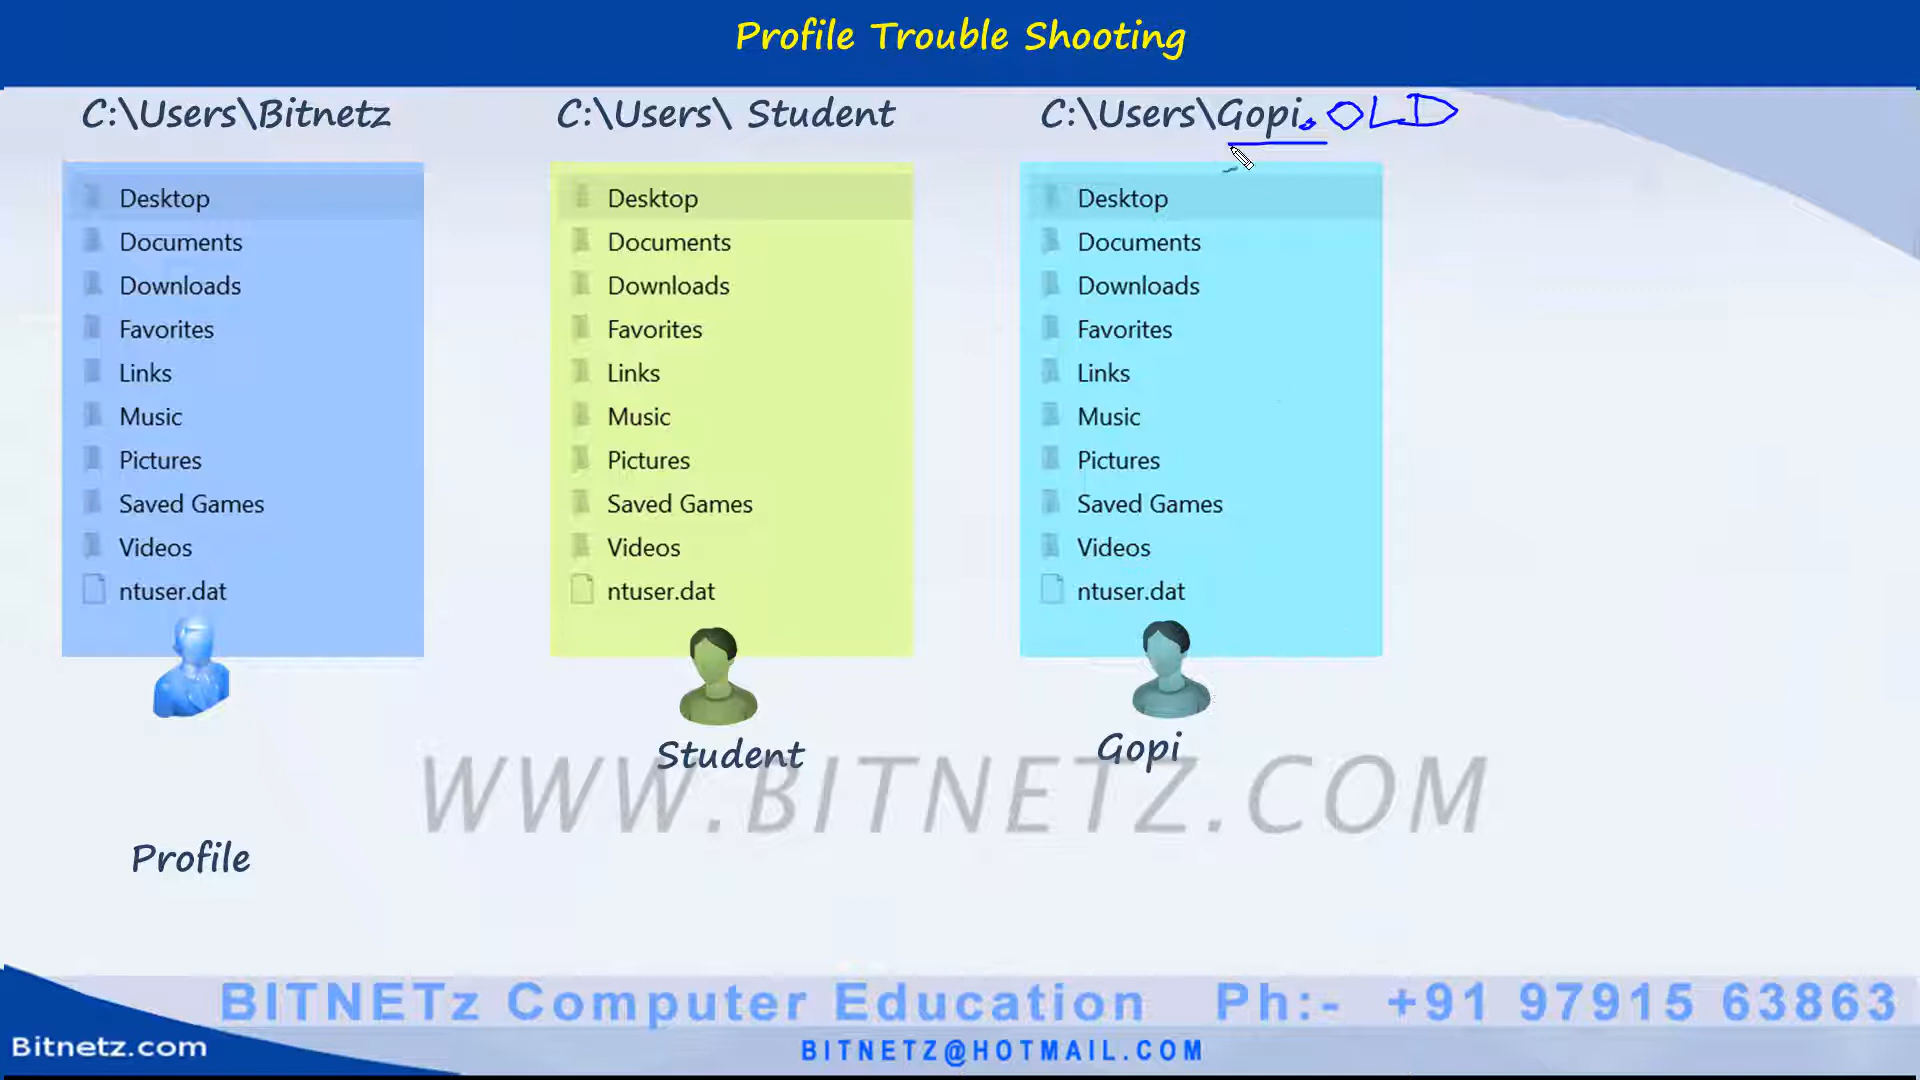 Profile Trouble Shooting
C:\Users\Bitnetz
C:\Users\ Student
C:\Users\Gopi.OLD
Desktop
Documents
Downloads
Favorites
Links
Music
Pictures
Saved Games
Videos
ntuser.dat
Desktop
Documents
Downloads
Favorites
Links
Music
Pictures
Saved Games
Videos
ntuser.dat
Desktop
Documents
Downloads
Favorites
Links
Music
Pictures
Saved Games
Videos
ntuser.dat
Student
Gopi
WWW.BITNETZ.COM
Profile
BITNETz Computer Education Ph:- +91 97915 63863
Bitnetz.com
BITNETZ@HOTMAIL.COM